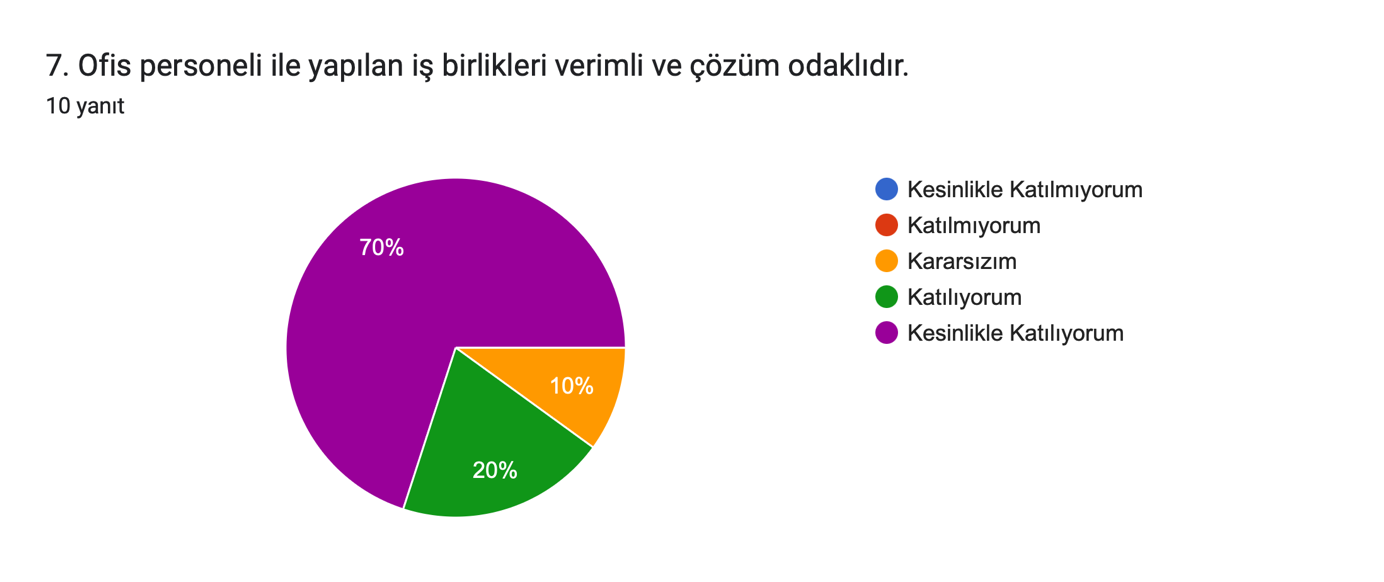 7. Ofis personeli ile yapılan iş birlikleri verimli ve çözüm odaklıdır.
10 yanıt
70%
10%
20%
Kesinlikle Katılmıyorum
Katılmıyorum
Kararsızım
Katılıyorum
Kesinlikle Katılıyorum